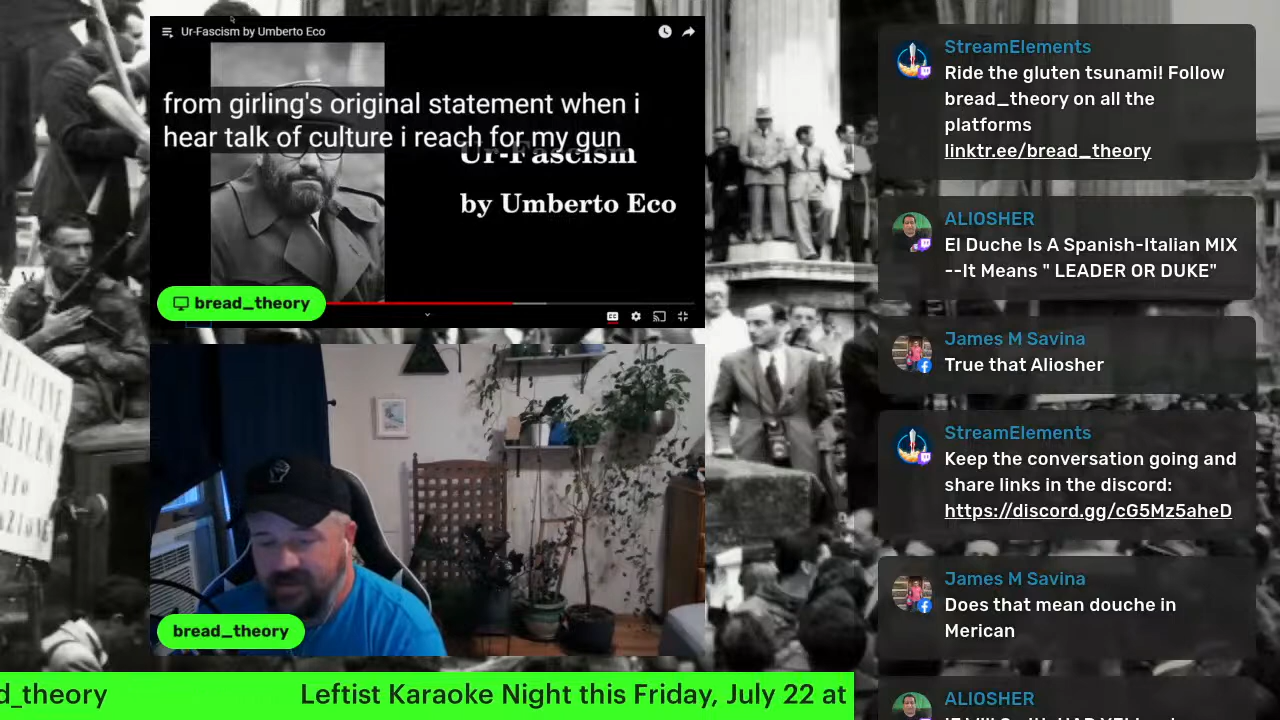 Ur-Fascism by Umberto Eco
from girling's original statement when i
hear talk of culture i reach for my gun
Ur-Fascism
by Umberto Eco
bread_theory
bread_theory
d_theory
Leftist Karaoke Night this Friday, July 22 at
StreamElements
Ride the gluten tsunami! Follow
bread_theory on all the
platforms
linktr.ee/bread_theory
ALIOSHER
El Duche Is A Spanish-Italian MIX
--It Means " LEADER OR DUKE"
James M Savina
True that Aliosher
StreamElements
Keep the conversation going and
share links in the discord:
https://discord.gg/cG5Mz5aheD
James M Savina
Does that mean douche in
Merican
ALIOSHER